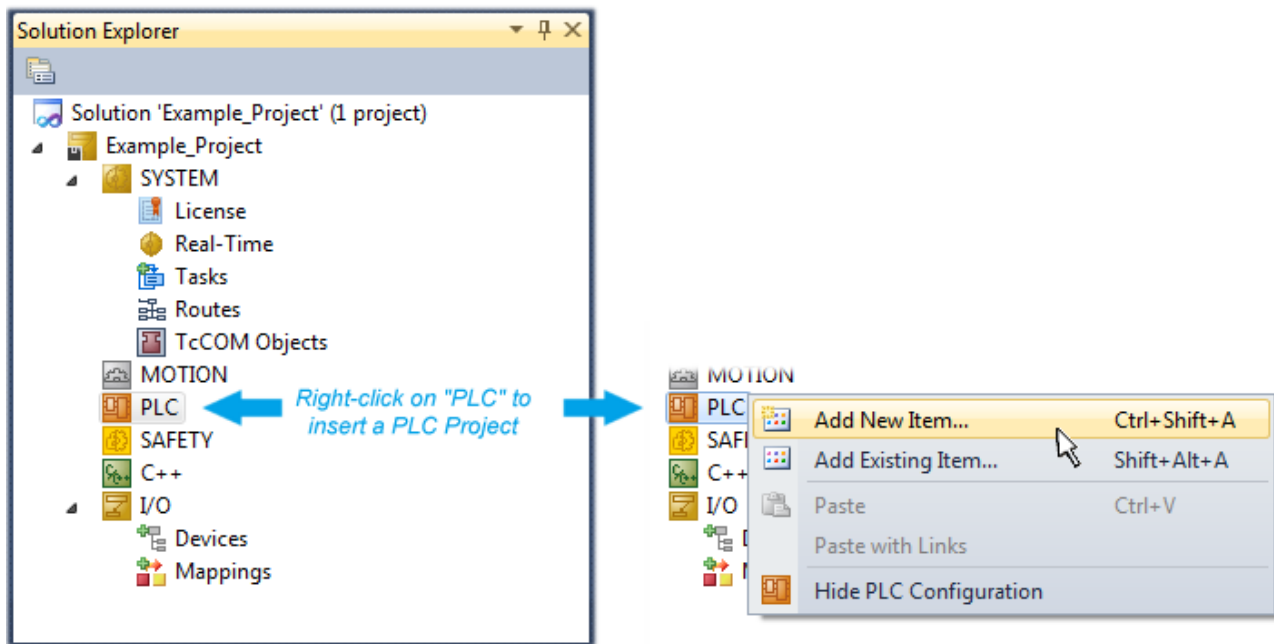 Solution Explorer
Solution 'Example_Project' (1 project)
Example_Project
SYSTEM
License
Real-Time
Tasks
Routes
TcCOM Objects
MOTION
PLC
SAFETY
C++
I/O
Devices
Mappings
Right-click on "PLC" to
insert a PLC Project
MOTION
PLC
SAF
C++
I/O
Add New Item... Ctrl+Shift+A
Add Existing Item... Shift+Alt+A
Paste Ctrl+V
Paste with Links
Hide PLC Configuration